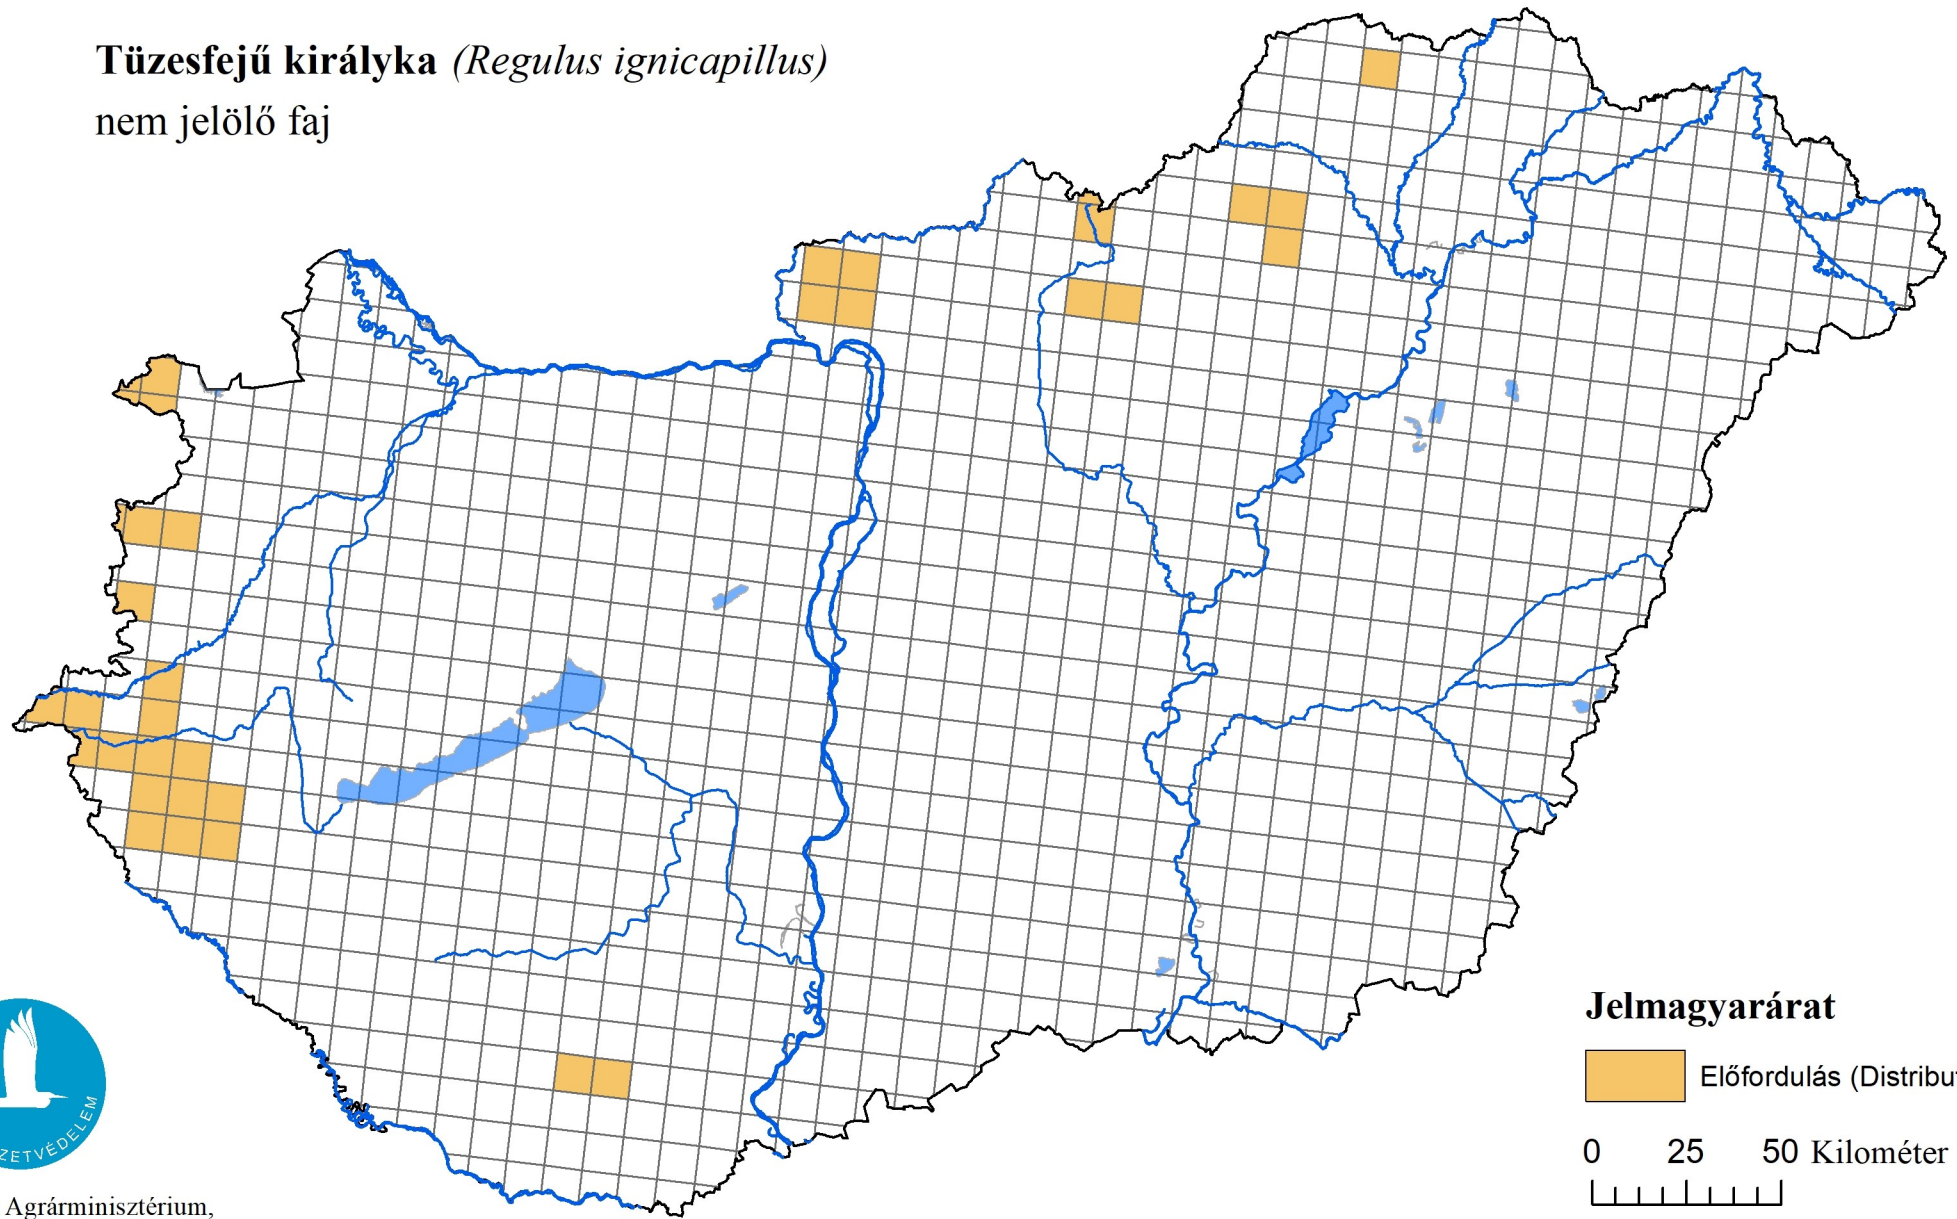 Tüzesfejű királyka (Regulus ignicapillus)
nem jelölő faj
Jelmagyarárat
Előfordulás (Distribu
0 25 50 Kilométer
ZETVÉDELEM
Agrárminisztérium,